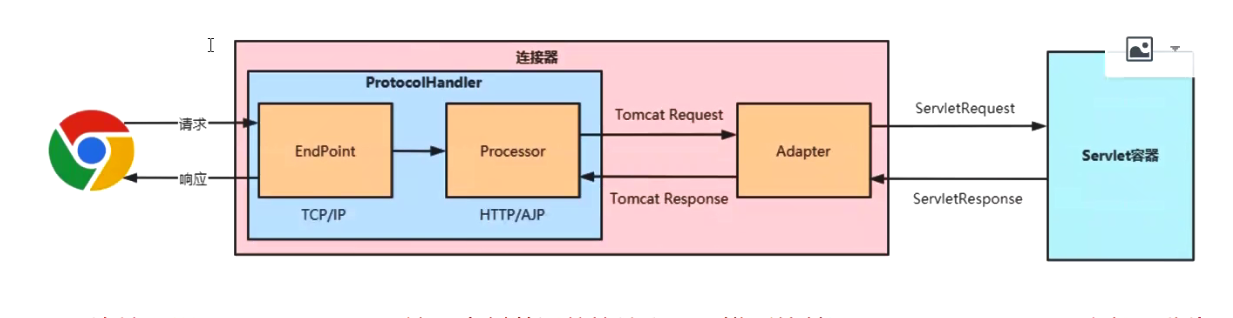 连接器
ProtocolHandler
请求
EndPoint
Processor
Tomcat Request
Adapter
ServletRequest
Servlet容器
响应
Tomcat Response
ServletResponse
TCP/IP
HTTP/AJP